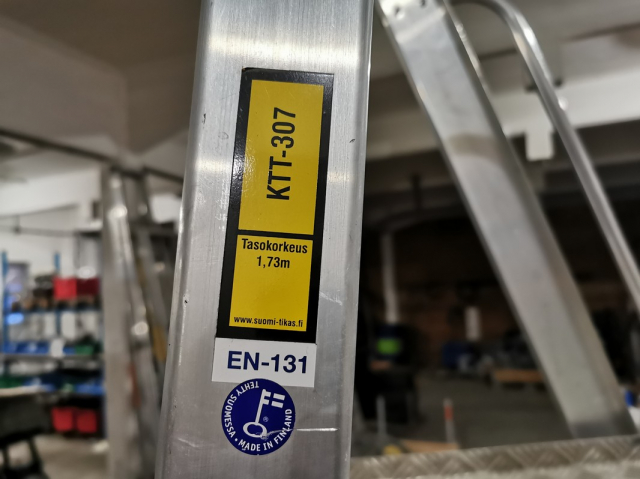 KTT-307
Tasokorkeus
1,73m
www.suomi-tikas.fi
EN-131
TEHTY SUOMESSA • MADE IN FINLAND